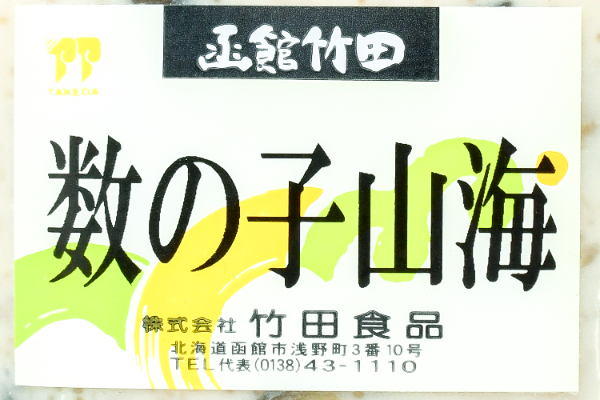 函館竹田
TAKEDA
数の子山海
株式会社 竹田食品
北海道函館市浅野町3番10号
TEL代表(0138)43-1110